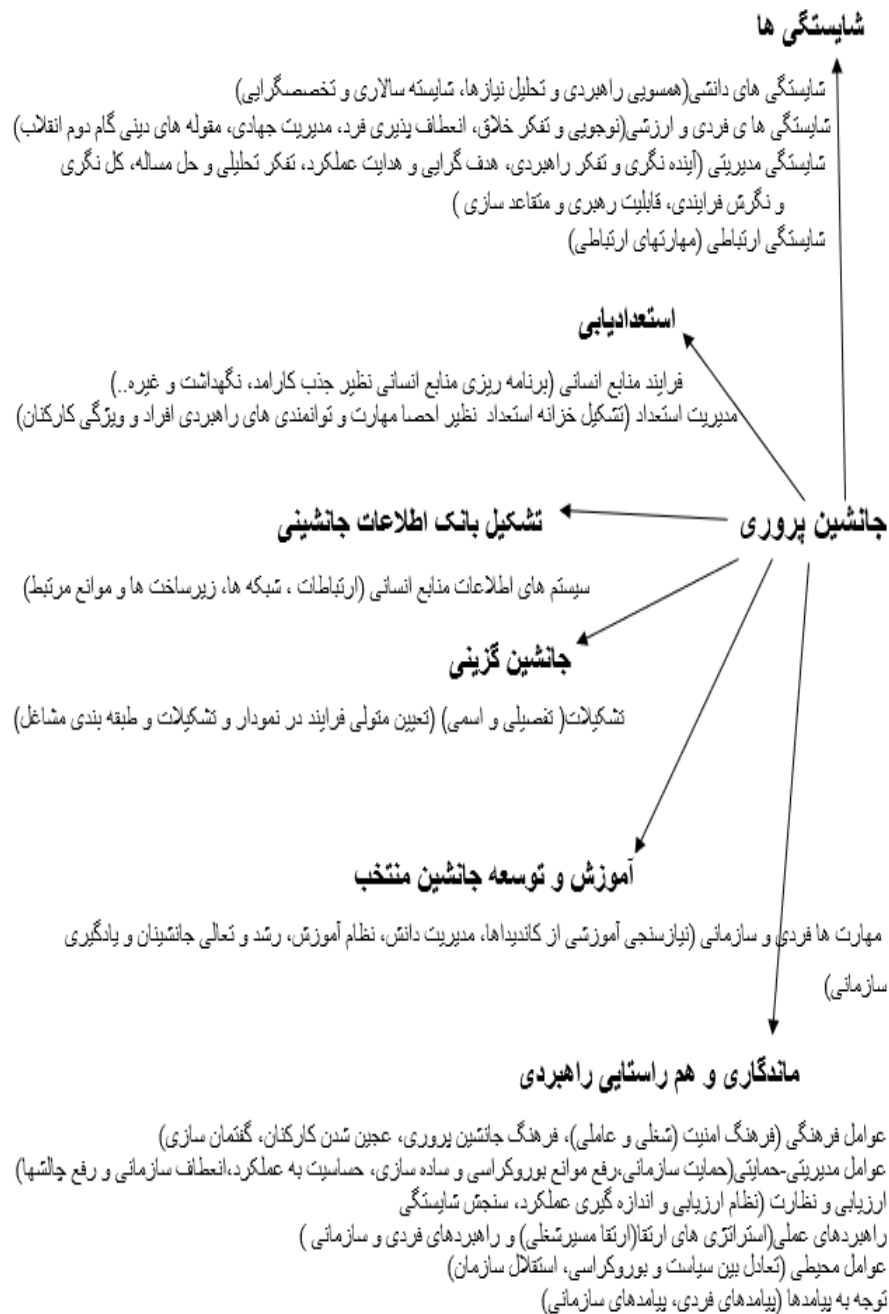 شایستگی ها
شایستگی های دانشی(همسویی راهبردی و تحلیل نیازها، شایسته سالاری و تخصصگرایی)
شایستگی ها ی فردی و ارزشی(نوجویی و تفکر خلاق، انعطاف پذیری فرد، مدیریت جهادی، مقوله های دینی گام دوم انقلاب)
شایستگی مدیریتی (آینده نگری و تفکر راهبردی، هدف گرایی و هدایت عملکرد، تفکر تحلیلی و حل مساله، کل نگری
و نگرش فرایندی، قابلیت رهبری و متقاعد سازی )
شایستگی ارتباطی (مهارتهای ارتباطی)
استعدادیابی
فرایند منابع انسانی (برنامه ریزی منابع انسانی نظیر جذب کارامد، نگهداشت و غیره..)
مدیریت استعداد (تشکیل خزانه استعداد نظیر احصا مهارت و توانمندی های راهبردی افراد و ویژگی کارکنان)
جانشین پروری
تشکیل بانک اطلاعات جانشینی
سیستم های اطلاعات منابع انسانی (ارتباطات ، شبکه ها، زیرساخت ها و موانع مرتبط)
جانشین گزینی
تشکیلات( تفصیلی و اسمی) (تعیین متولی فرایند در نمودار و تشکیلات و طبقه بندی مشاغل)
آموزش و توسعه جانشین منتخب
مهارت ها فردی و سازمانی (نیازسنجی آموزشی از کاندیداها، مدیریت دانش، نظام آموزش، رشد و تعالی جانشینان و یادگیری
سازمانی)
ماندگاری و هم راستایی راهبردی
عوامل فرهنگی (فرهنگ امنیت (شغلی و عاملی)، فرهنگ جانشین پروری، عجین شدن کارکنان، گفتمان سازی)
عوامل مدیریتی-حمایتی(حمایت سازمانی،رفع موانع بوروکراسی و ساده سازی، حساسیت به عملکرد،انعطاف سازمانی و رفع چالشها)
ارزیابی و نظارت (نظام ارزیابی و اندازه گیری عملکرد، سنجش شایستگی
راهبردهای عملی(استراتژی های ارتقا(ارتقا مسیرشغلی) و راهبردهای فردی و سازمانی )
عوامل محیطی (تعادل بین سیاست و بوروکراسی، استقلال سازمان)
توجه به پیامدها (پیامدهای فردی، پیامدهای سازمانی)